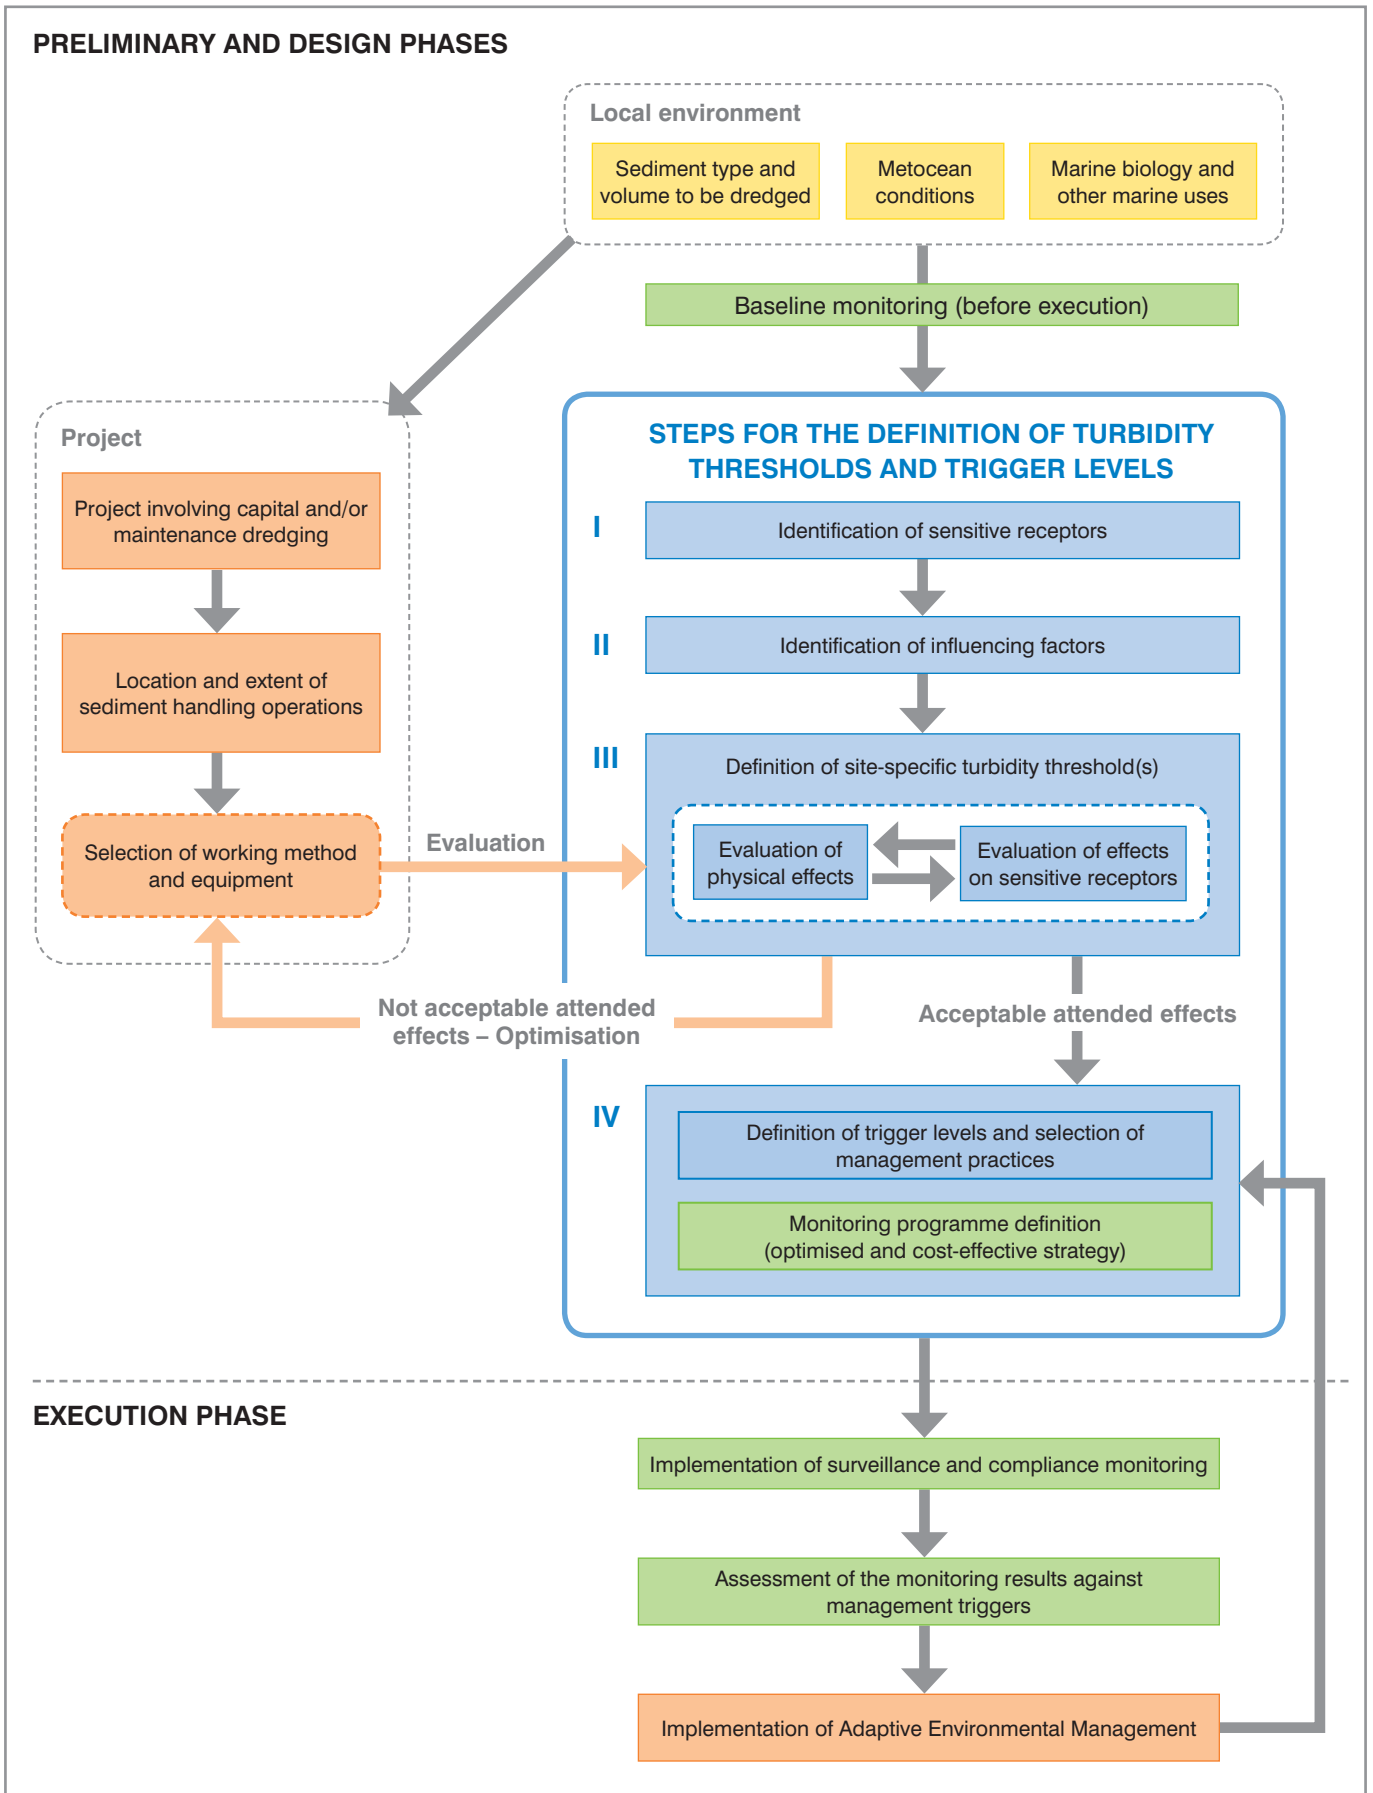 PRELIMINARY AND DESIGN PHASES
Local environment
Sediment type and
volume to be dredged
Metocean
conditions
Marine biology and
other marine uses
Baseline monitoring (before execution)
Project
Project involving capital and/or
maintenance dredging
Location and extent of
sediment handling operations
Selection of working method
and equipment
Evaluation
STEPS FOR THE DEFINITION OF TURBIDITY
THRESHOLDS AND TRIGGER LEVELS
I
Identification of sensitive receptors
II
Identification of influencing factors
III
Definition of site-specific turbidity threshold(s)
Evaluation of
physical effects
Evaluation of effects
on sensitive receptors
Not acceptable attended
effects – Optimisation
Acceptable attended effects
IV
Definition of trigger levels and selection of
management practices
Monitoring programme definition
(optimised and cost-effective strategy)
EXECUTION PHASE
Implementation of surveillance and compliance monitoring
Assessment of the monitoring results against
management triggers
Implementation of Adaptive Environmental Management